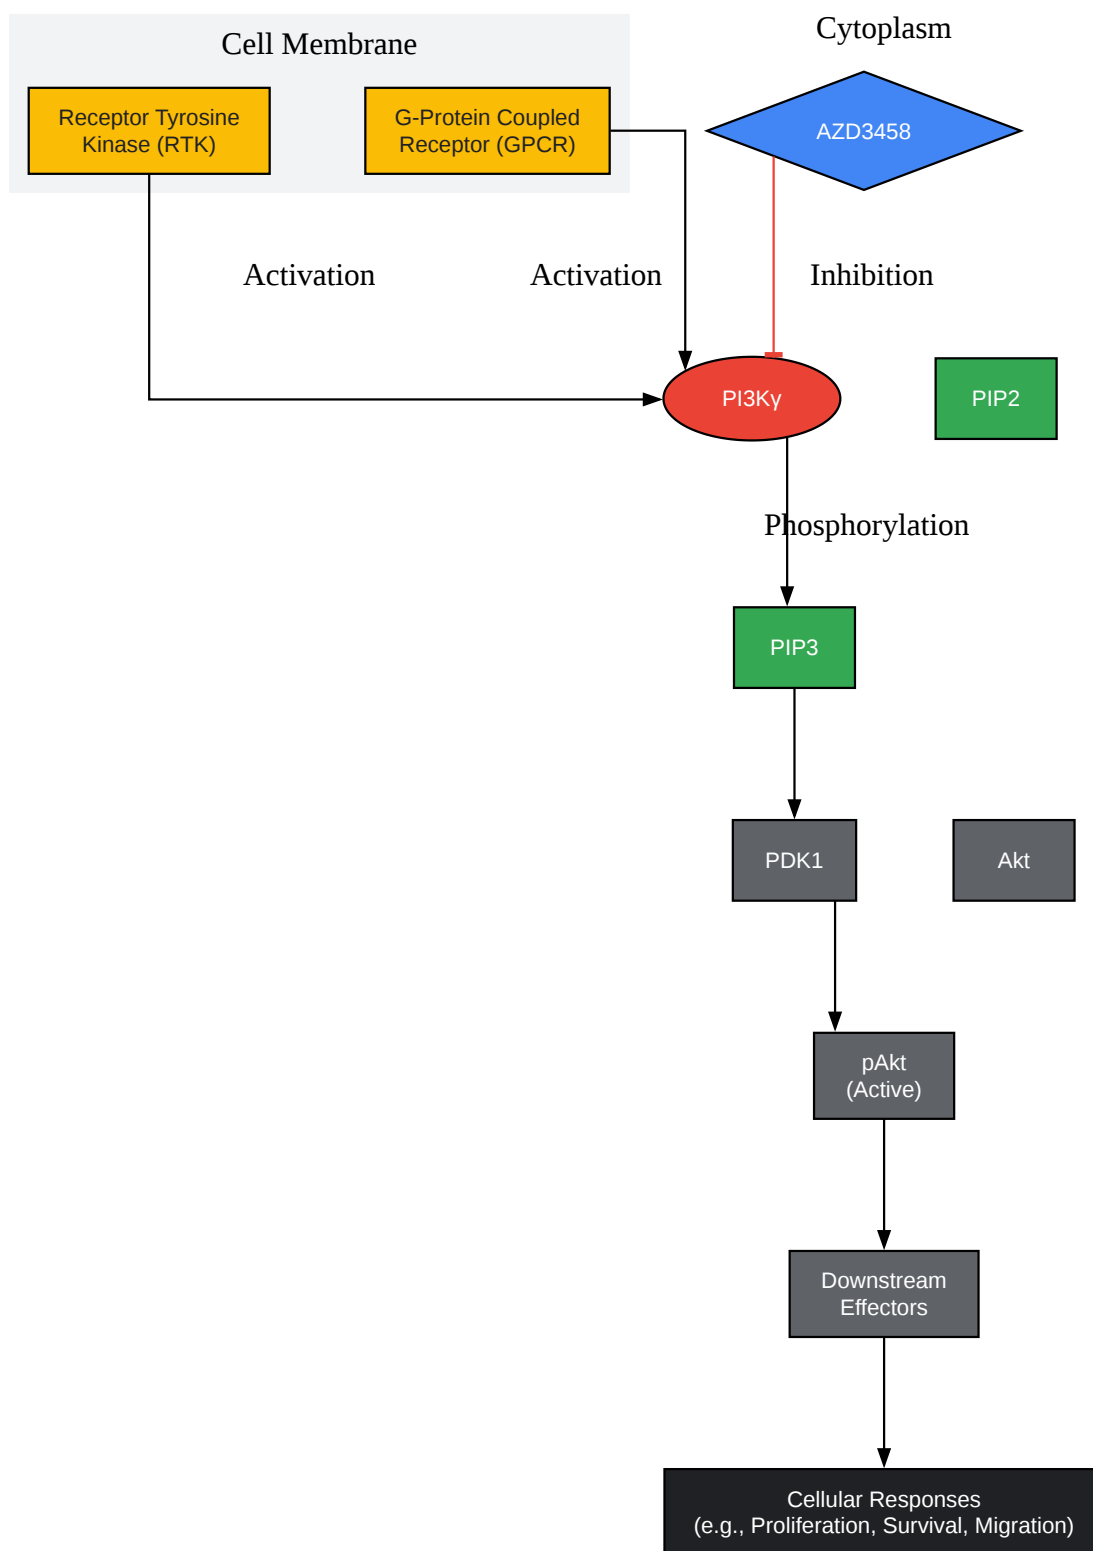 Cell Membrane
Cytoplasm
Receptor Tyrosine
Kinase (RTK)
G-Protein Coupled
Receptor (GPCR)
AZD3458
Activation
Activation
Inhibition
PI3Kγ
PIP2
Phosphorylation
PIP3
PDK1
Akt
pAkt
(Active)
Downstream
Effectors
Cellular Responses
(e.g., Proliferation, Survival, Migration)